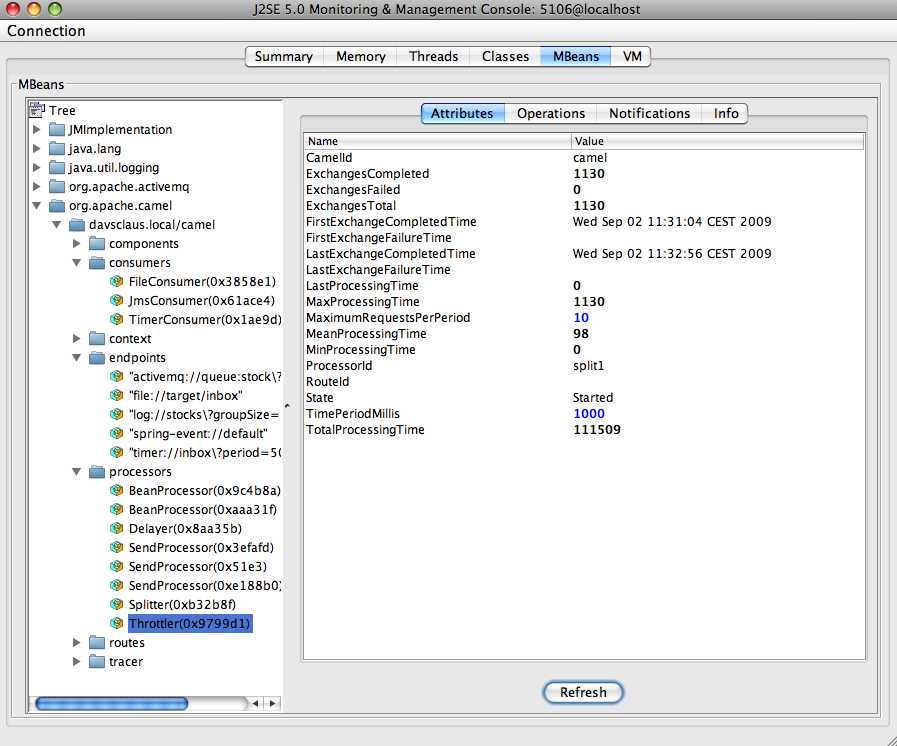 J2SE 5.0 Monitoring & Management Console: 5106@localhost
Connection
Summary Memory Threads Classes MBeans VM
MBeans
Tree
JMImplementation
java.lang
java.util.logging
org.apache.activemq
org.apache.camel
davsclaus.local/camel
components
consumers
FileConsumer(0x3858e1)
JmsConsumer(0x61ace4)
TimerConsumer(0x1ae9d)
context
endpoints
"activemq://queue:stock\?
"file://target/inbox"
"log://stocks\?groupSize=
"spring-event://default"
"timer://inbox\?period=50
processors
BeanProcessor(0x9c4b8a)
BeanProcessor(0xaaa31f)
Delayer(0x8aa35b)
SendProcessor(0x3efafd)
SendProcessor(0x51e3)
SendProcessor(0xe188b0)
Splitter(0xb32b8f)
Throttler(0x9799d1)
routes
tracer
Attributes Operations Notifications Info
Name Value
CamelId camel
ExchangesCompleted 1130
ExchangesFailed 0
ExchangesTotal 1130
FirstExchangeCompletedTime Wed Sep 02 11:31:04 CEST 2009
FirstExchangeFailureTime
LastExchangeCompletedTime Wed Sep 02 11:32:56 CEST 2009
LastExchangeFailureTime
LastProcessingTime 0
MaxProcessingTime 1130
MaximumRequestsPerPeriod 10
MeanProcessingTime 98
MinProcessingTime 0
ProcessorId split1
RouteId
State Started
TimePeriodMillis 1000
TotalProcessingTime 111509
Refresh